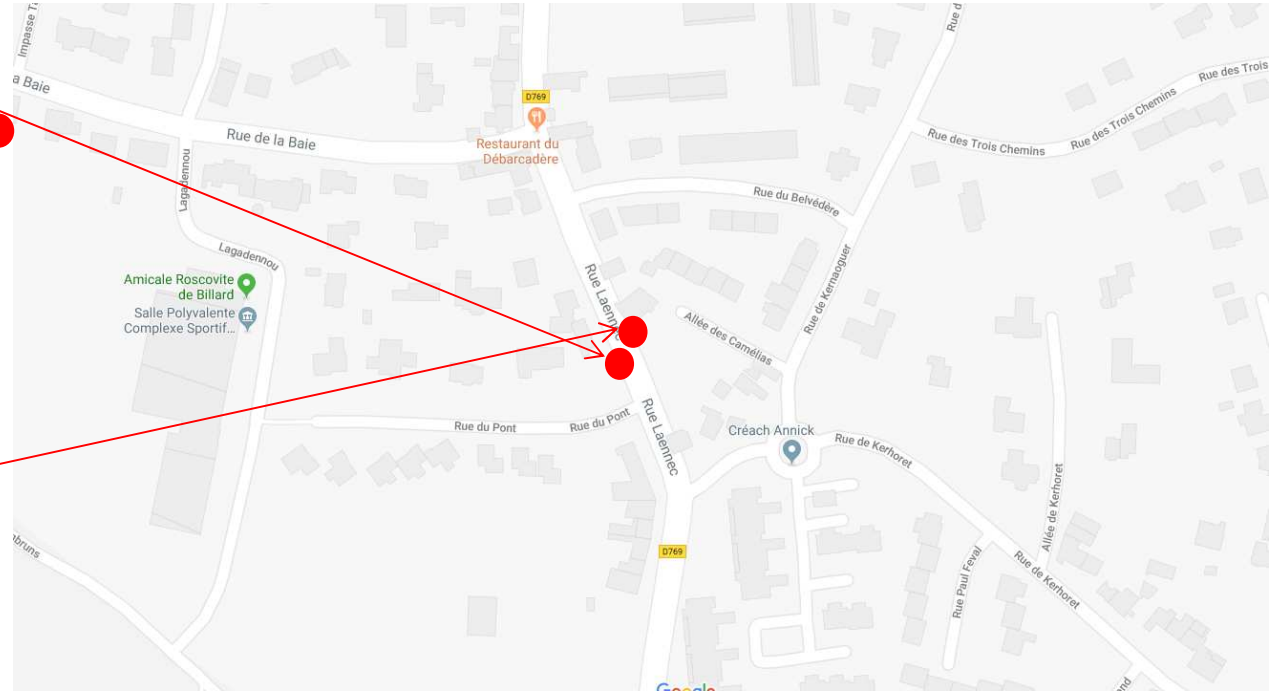 Impasse
a Baie
Rue de la Baie
D769
Restaurant du
Débarcadère
Rue d
Rue des Trois
Rue des Trois Chemins
Rue des Trois Chemins
Rue du Belvédère
Lagadennou
Lagadennou
Amicale Roscovite
de Billard
Salle Polyvalente
Complexe Sportif...
Rue Laennec
Rue de Kernaoguer
Allée des Camélias
Rue du Pont
Rue du Pont
Rue Laennec
Créach Annick
Rue de Kerhoret
Allée de Kerhoret
D769
Rue Paul Feval
Rue de Kerhoret
Google